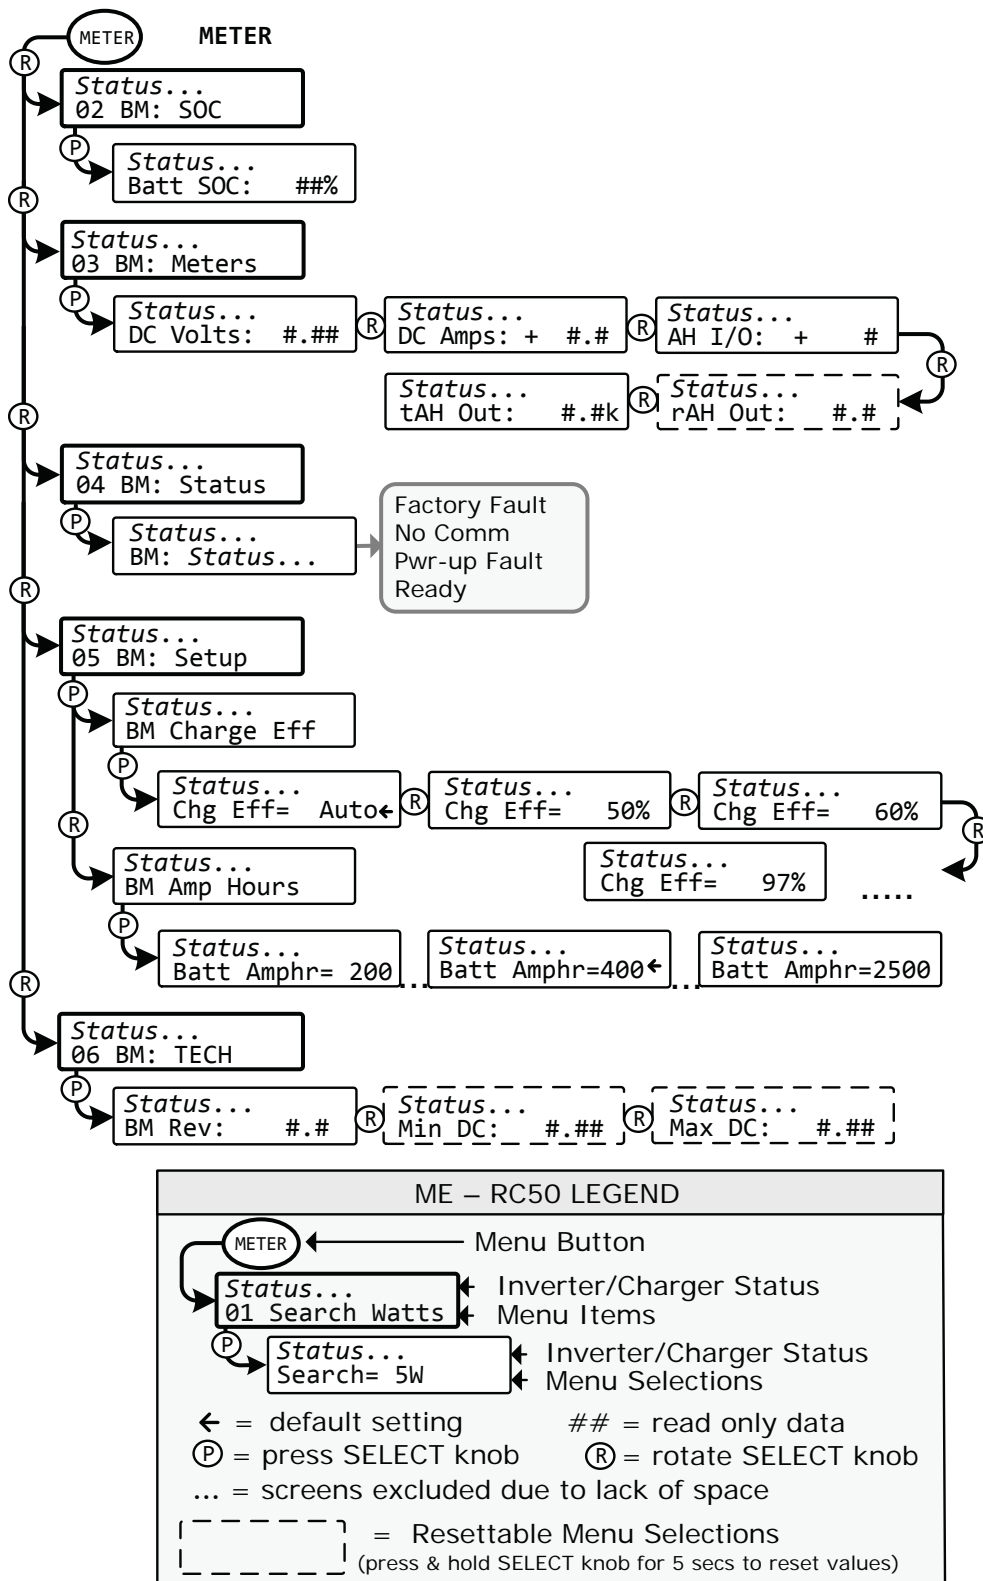 METER METER
R
Status...
02 BM: SOC
P
Status...
Batt SOC: ##%
R
Status...
03 BM: Meters
P
Status...
DC Volts: #.##
R
Status...
DC Amps: + #.#
R
Status...
AH I/O: + #
R
Status...
rAH Out: #.#
R
Status...
tAH Out: #.#k
R
Status...
04 BM: Status
P
Status...
BM: Status...
Factory Fault
No Comm
Pwr-up Fault
Ready
R
Status...
05 BM: Setup
P
Status...
BM Charge Eff
P
Status...
Chg Eff= Auto←
R
Status...
Chg Eff= 50%
R
Status...
Chg Eff= 60%
R
.....
Status...
Chg Eff= 97%
R
Status...
BM Amp Hours
P
Status...
Batt Amphr= 200
...
Status...
Batt Amphr=400←
...
Status...
Batt Amphr=2500
R
Status...
06 BM: TECH
P
Status...
BM Rev: #.#
R
Status...
Min DC: #.##
R
Status...
Max DC: #.##
ME – RC50 LEGEND
METER
Menu Button
Status...
01 Search Watts
Inverter/Charger Status
Menu Items
P
Status...
Search= 5W
Inverter/Charger Status
Menu Selections
← = default setting ## = read only data
P = press SELECT knob R = rotate SELECT knob
... = screens excluded due to lack of space
= Resettable Menu Selections
(press & hold SELECT knob for 5 secs to reset values)